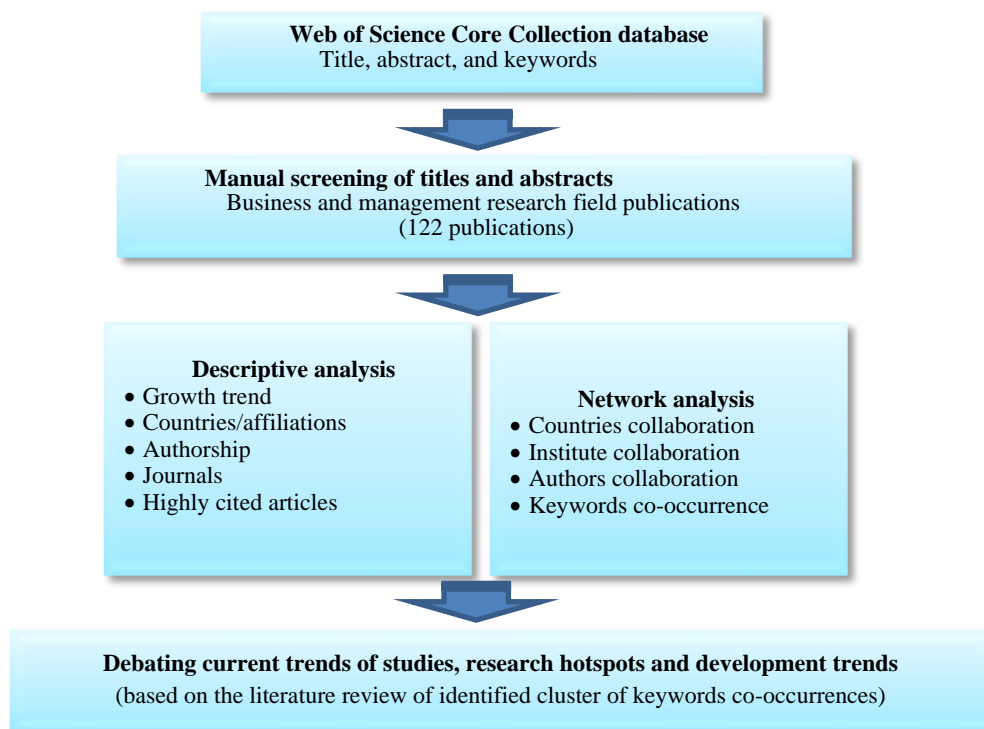 Web of Science Core Collection database
Title, abstract, and keywords
Manual screening of titles and abstracts
Business and management research field publications
(122 publications)
Descriptive analysis
• Growth trend
• Countries/affiliations
• Authorship
• Journals
• Highly cited articles
Network analysis
• Countries collaboration
• Institute collaboration
• Authors collaboration
• Keywords co-occurrence
Debating current trends of studies, research hotspots and development trends
(based on the literature review of identified cluster of keywords co-occurrences)